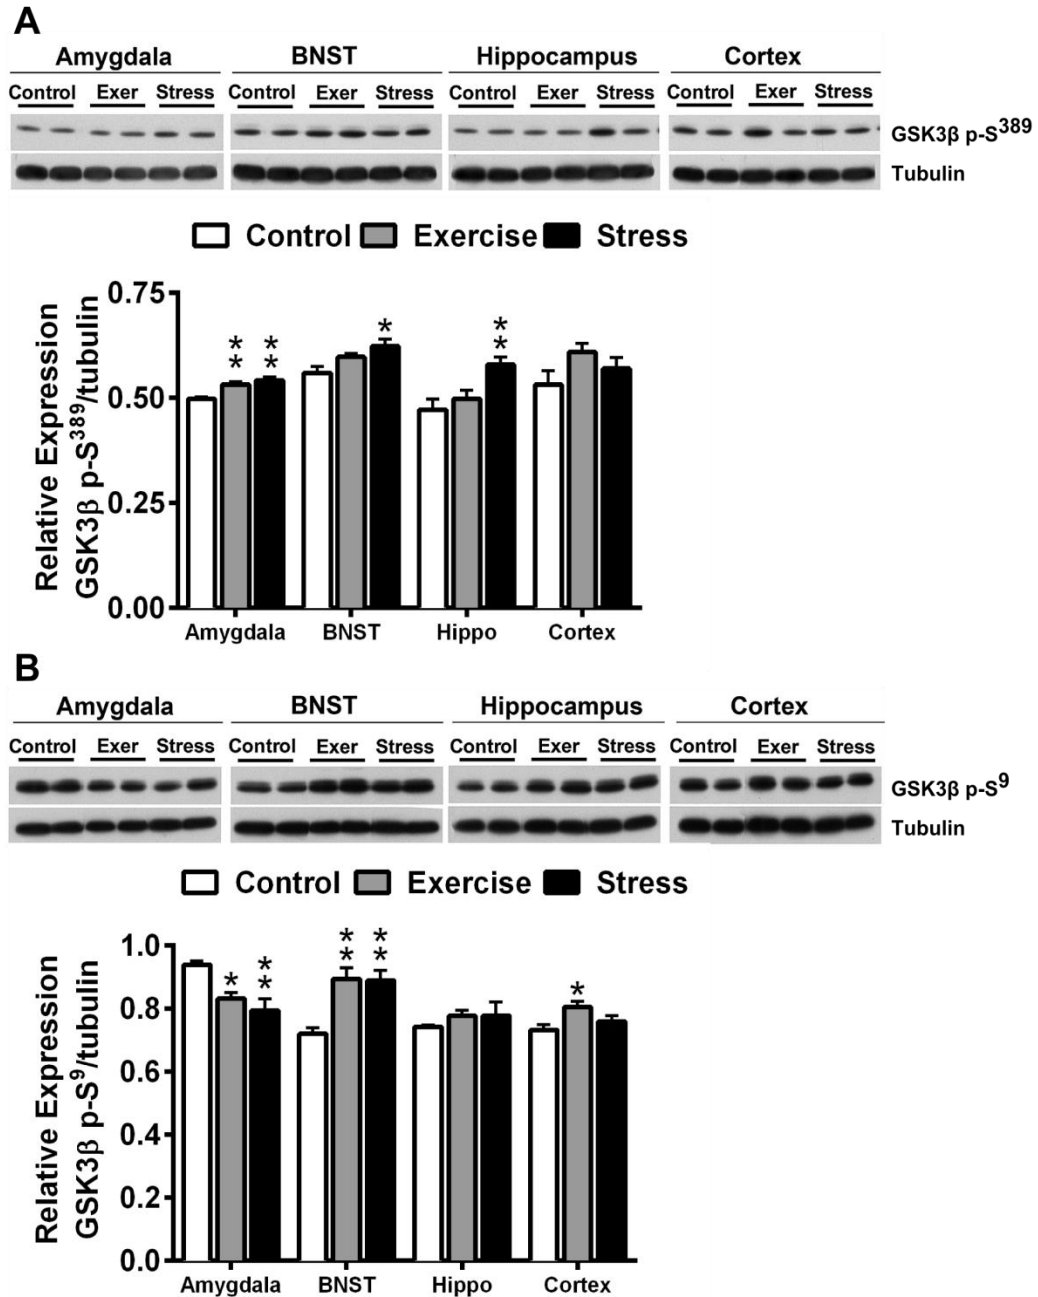 A
Amygdala BNST Hippocampus Cortex
Control Exer Stress Control Exer Stress Control Exer Stress Control Exer Stress
GSK3β p-S389
Tubulin
Control Exercise Stress
Relative Expression
GSK3β p-S389/tubulin
0.75
0.50
0.25
0.00
** ** * **
Amygdala BNST Hippo Cortex
B
Amygdala BNST Hippocampus Cortex
Control Exer Stress Control Exer Stress Control Exer Stress Control Exer Stress
GSK3β p-S9
Tubulin
Control Exercise Stress
Relative Expression
GSK3β p-S9/tubulin
1.0
0.8
0.6
0.4
0.2
0.0
* ** ** ** *
Amygdala BNST Hippo Cortex